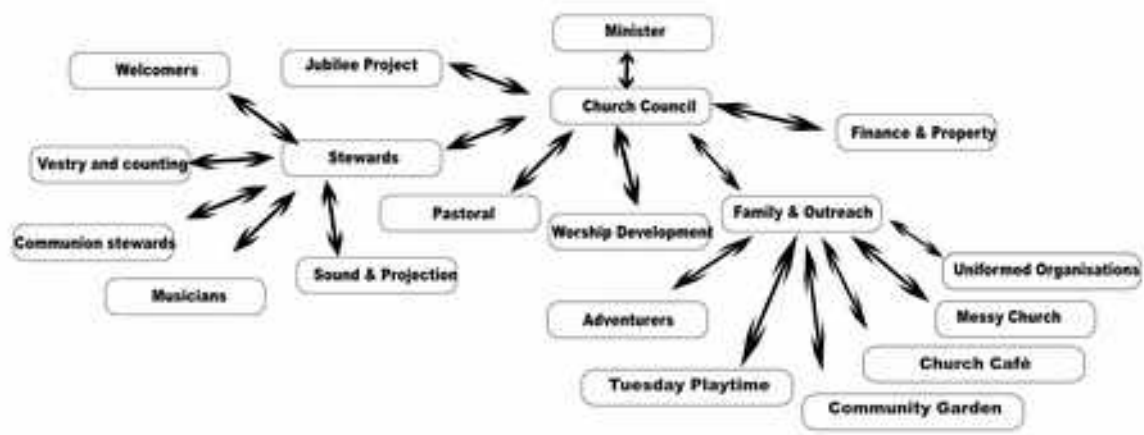 Minister
Welcomers
Jubilee Project
Church Council
Finance & Property
Vestry and counting
Stewards
Pastoral
Family & Outreach
Worship Development
Communion stewards
Sound & Projection
Uniformed Organisations
Musicians
Adventurers
Messy Church
Church Cafè
Tuesday Playtime
Community Garden